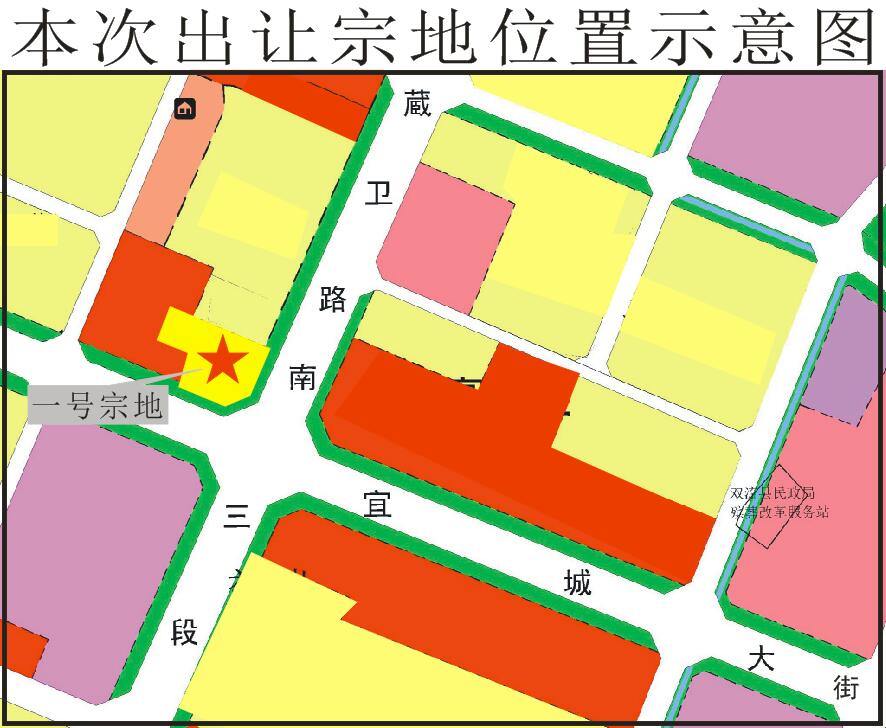 本次出让宗地位置示意图
蒇
卫
路
南
三
段
一号宗地
宜
城
大
街
双流县民政局
殡葬改革服务站